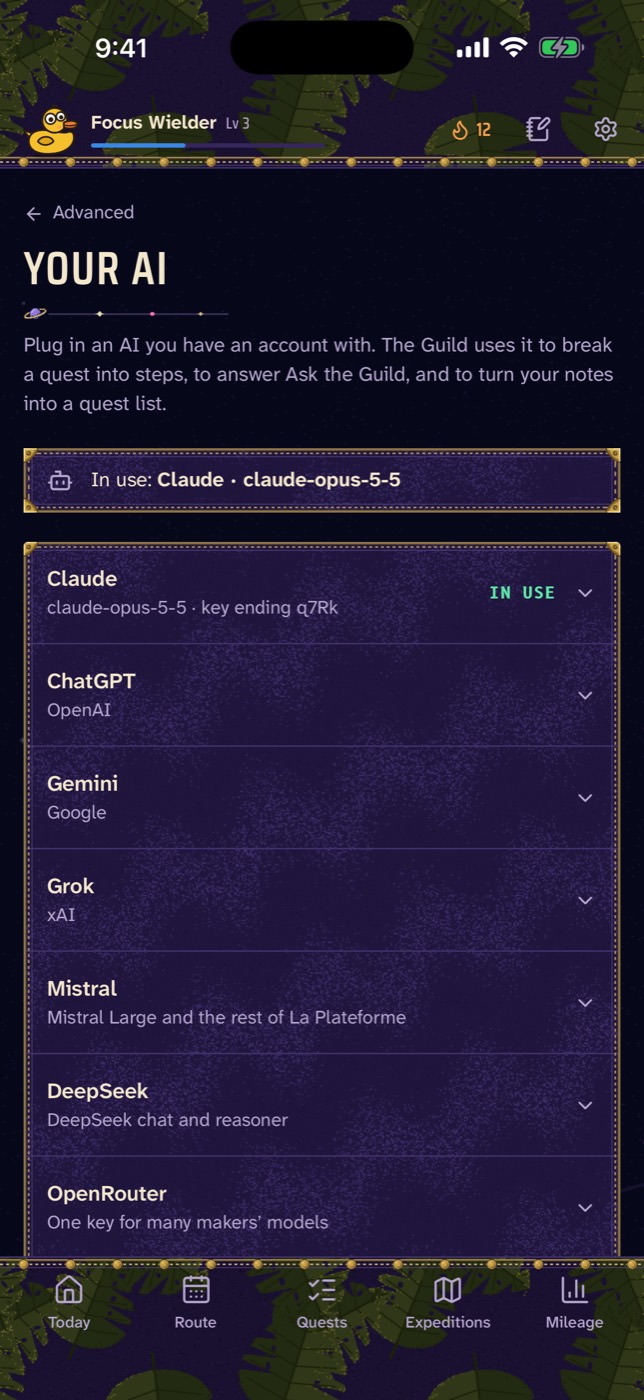 9:41
Focus Wielder Lv 3
12
Advanced
YOUR AI
Plug in an AI you have an account with. The Guild uses it to break
a quest into steps, to answer Ask the Guild, and to turn your notes
into a quest list.
In use: Claude · claude-opus-5-5
Claude
claude-opus-5-5 · key ending q7Rk
IN USE
ChatGPT
OpenAI
Gemini
Google
Grok
xAI
Mistral
Mistral Large and the rest of La Plateforme
DeepSeek
DeepSeek chat and reasoner
OpenRouter
One key for many makers’ models
Today
Route
Quests
Expeditions
Mileage